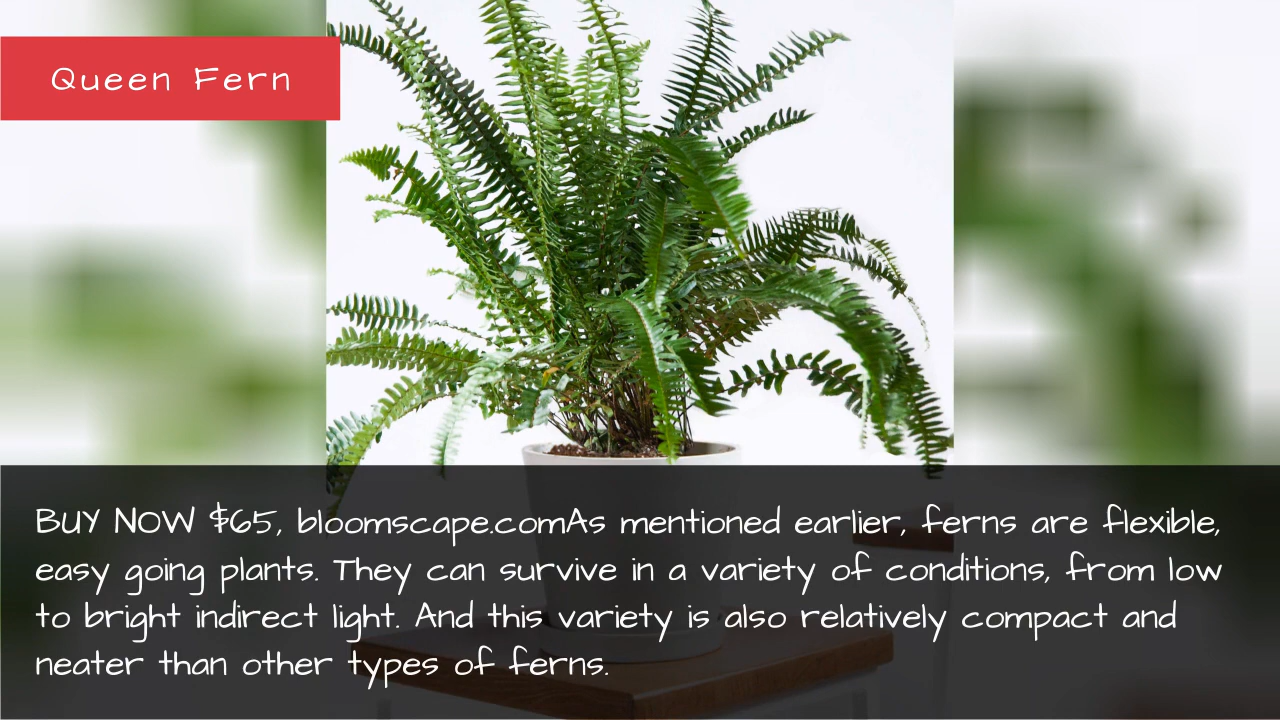 Queen Fern
BUY NOW $65, bloomscape.comAs mentioned earlier, ferns are flexible,
easy going plants. They can survive in a variety of conditions, from low
to bright indirect light. And this variety is also relatively compact and
neater than other types of ferns.